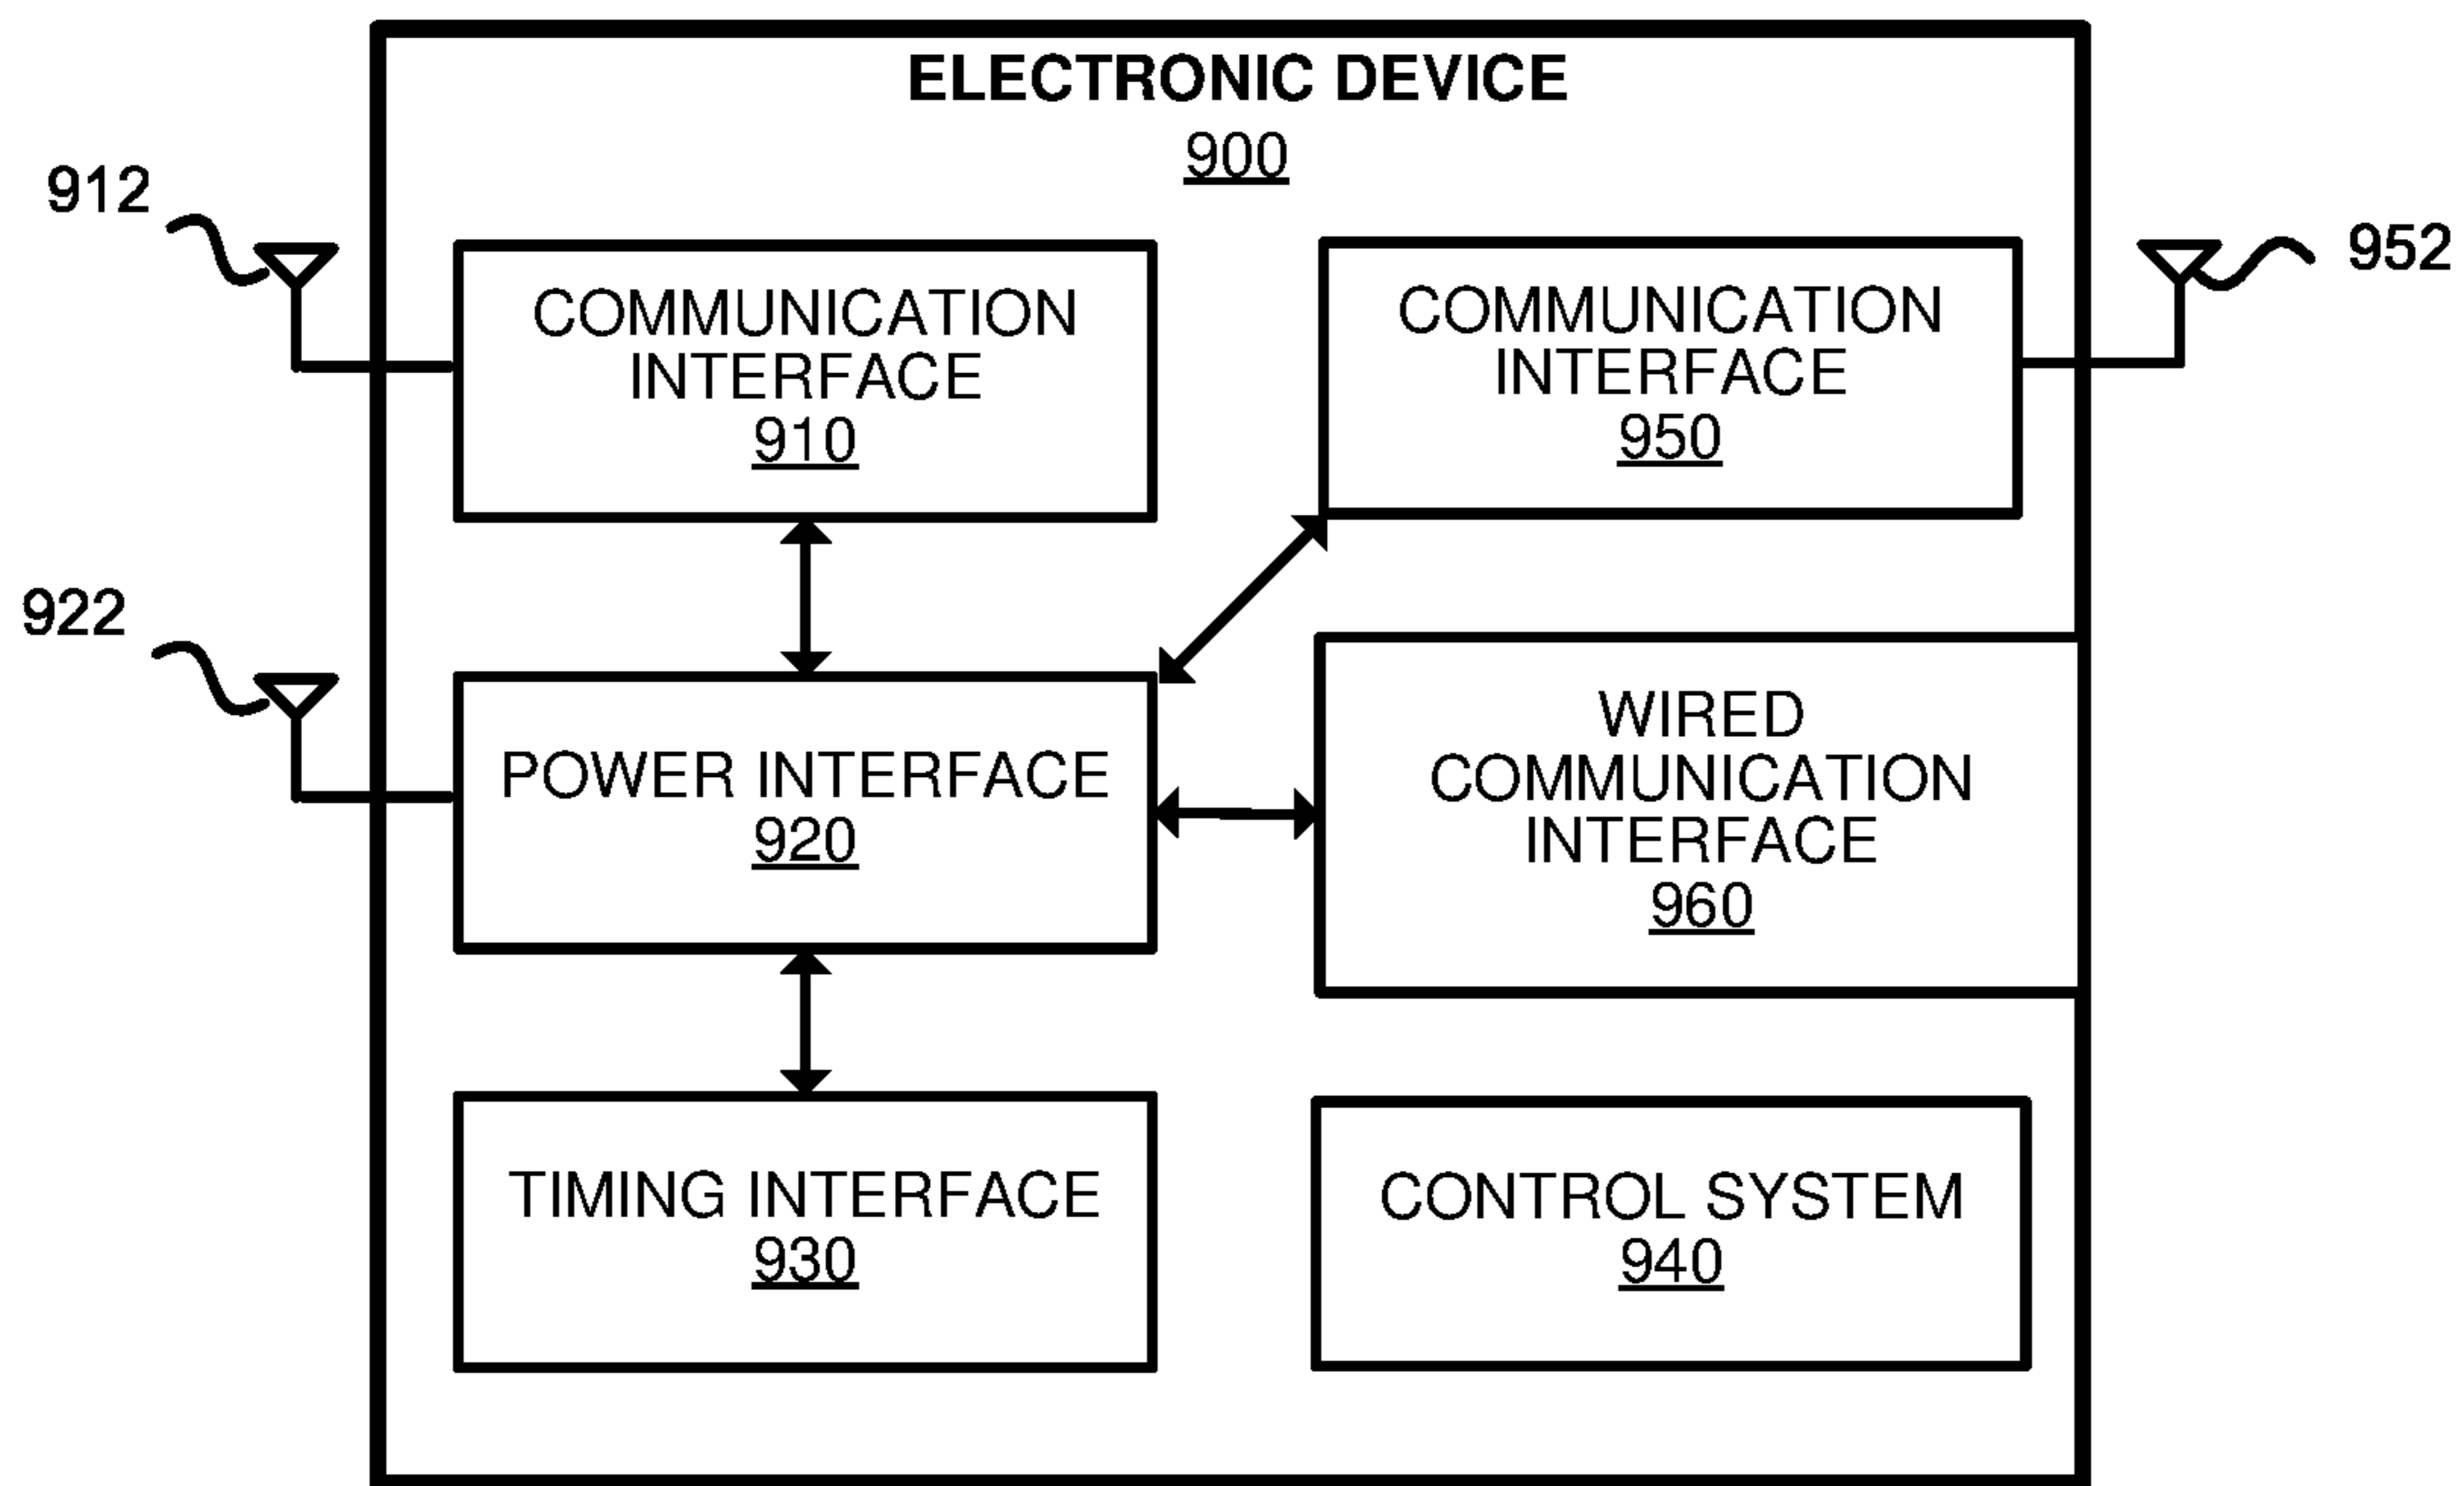 ELECTRONIC DEVICE
900
912
COMMUNICATION
INTERFACE
910
COMMUNICATION
INTERFACE
950
952
922
POWER INTERFACE
920
WIRED
COMMUNICATION
INTERFACE
960
TIMING INTERFACE
930
CONTROL SYSTEM
940